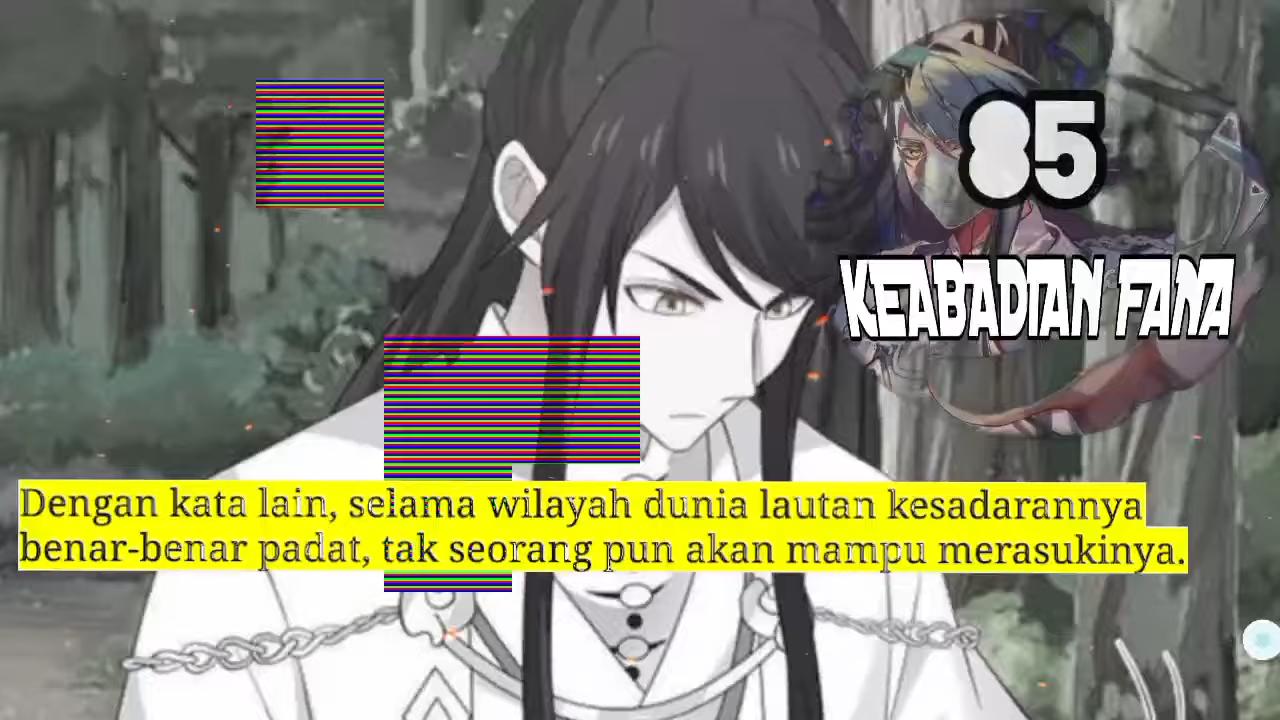 85
KEABADIAN FANA
Dengan kata lain, selama wilayah dunia lautan kesadarannya
benar-benar padat, tak seorang pun akan mampu merasukinya.